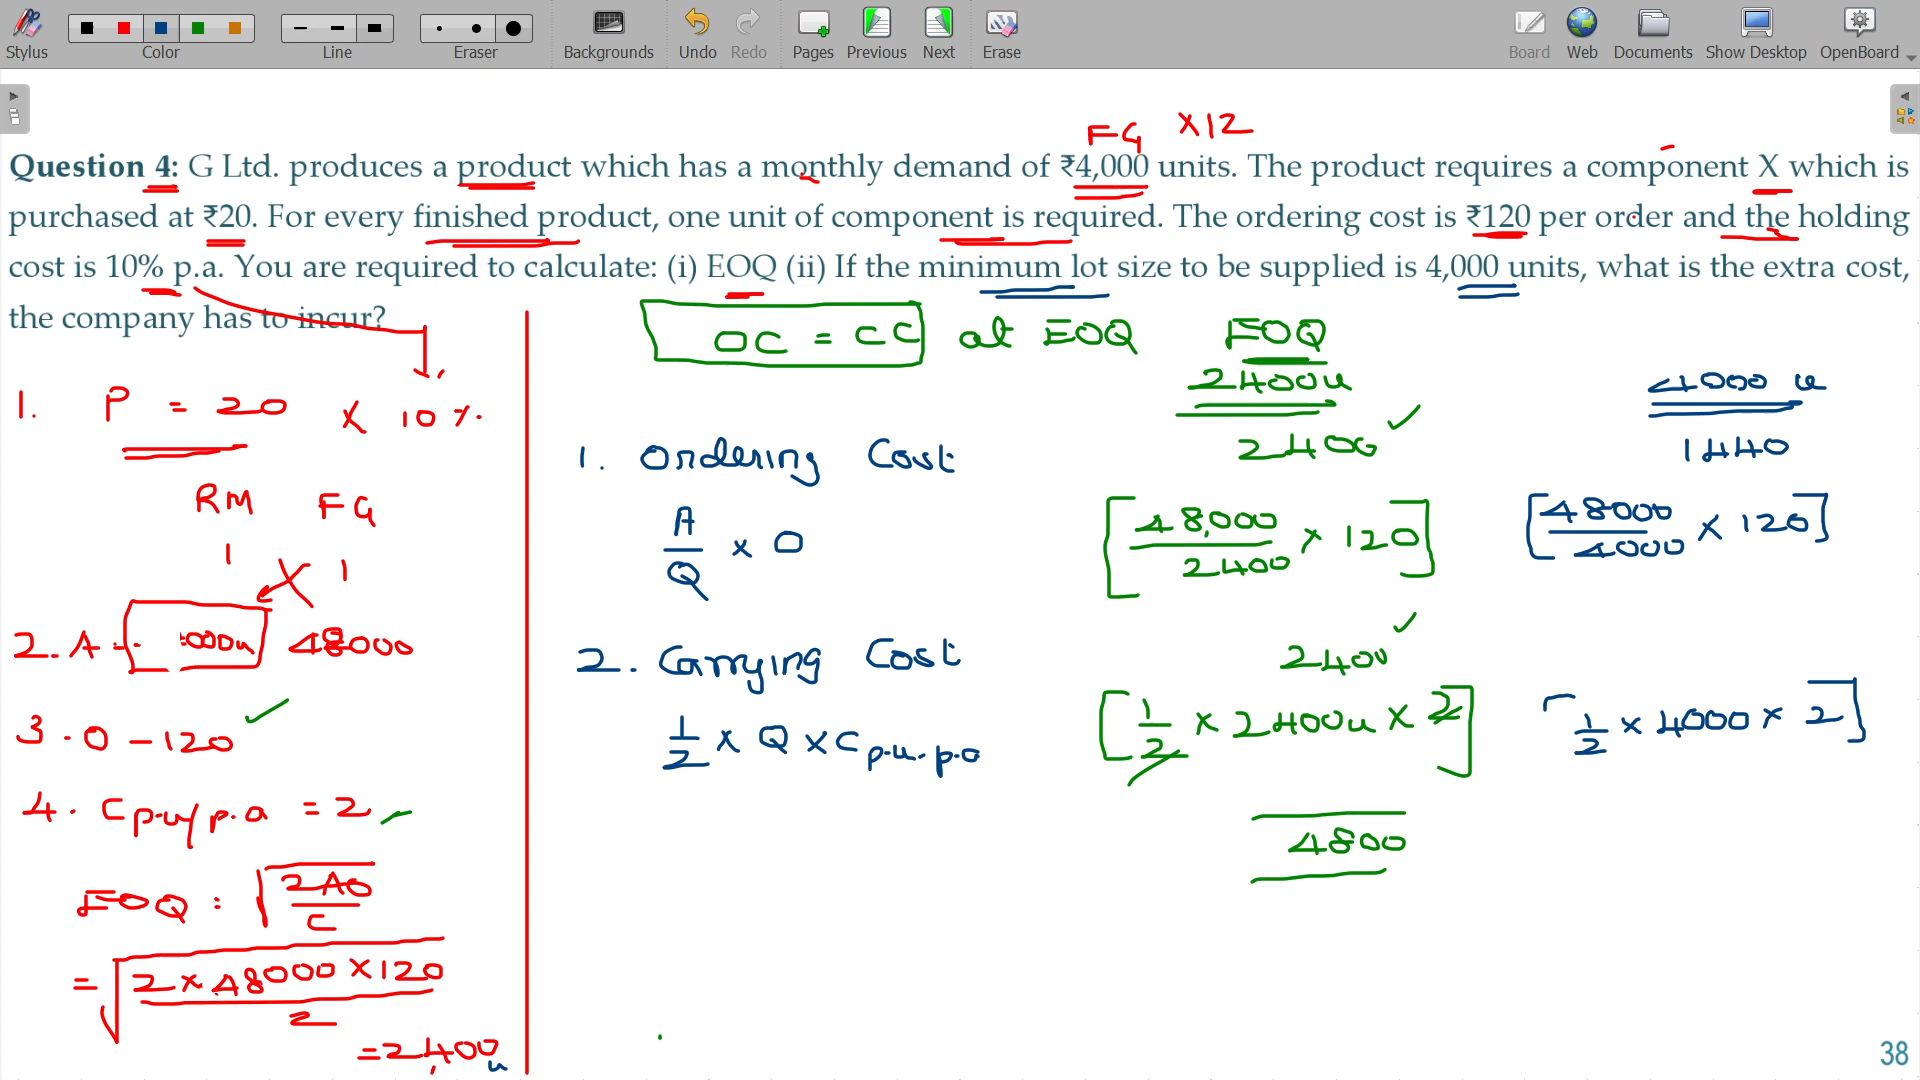 Stylus Color Line Eraser Backgrounds Undo Redo Pages Previous Next Erase Board Web Documents Show Desktop OpenBoard
FG ×12
Question 4: G Ltd. produces a product which has a monthly demand of ₹4,000 units. The product requires a component X which is
purchased at ₹20. For every finished product, one unit of component is required. The ordering cost is ₹120 per order and the holding
cost is 10% p.a. You are required to calculate: (i) EOQ (ii) If the minimum lot size to be supplied is 4,000 units, what is the extra cost,
the company has to incur?
1. P = 20 × 10%
RM FG
1 1
2. A = 000u 48000
3. O - 120
4. C p.u/p.a = 2
EOQ = √2AO/C
= √2×48000×120/2
= 2,400u
OC = CC at EOQ
EOQ
2400u 4000 u
1. Ordering Cost 2400 1440
A/Q × O [48,000/2400 × 120] [48000/4000 × 120]
2. Carrying Cost 2400
1/2 × Q × C p.u.p.a [1/2 × 2400u × 2] [1/2 × 4000 × 2]
4800
38